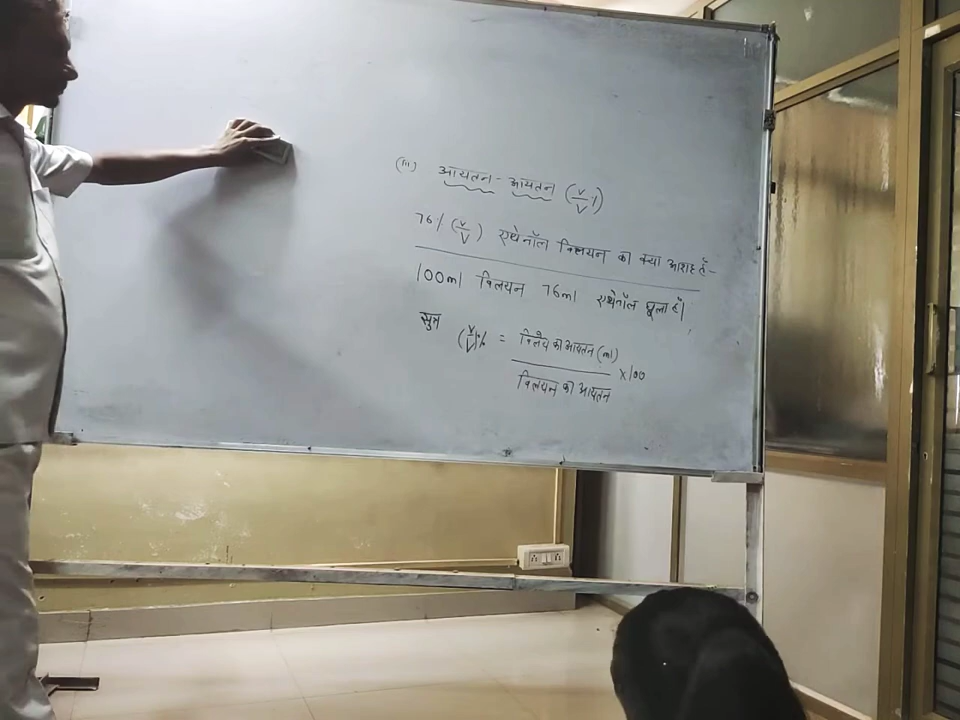 (iii) आयतन - आयतन (V/V %)
76% (V/V) एथेनॉल विलयन का क्या आशय है -
100ml विलयन 76ml एथेनॉल घूला है।
सुत्र (V/V)% = विलेय का आयतन (ml)
विलयन का आयतन × 100